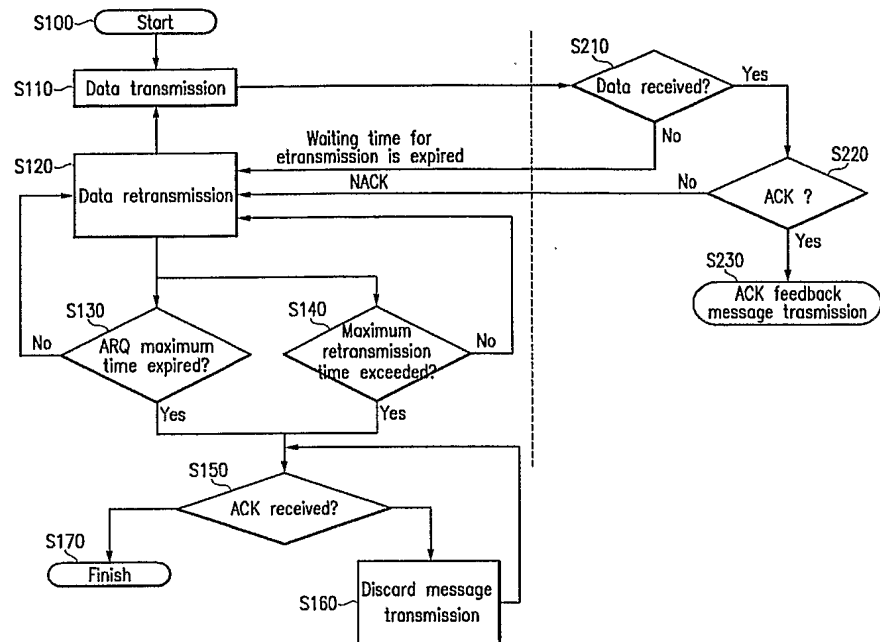 S100
Start
S110
Data transmission
S210
Data received?
Yes
No
Waiting time for
etransmission is expired
S120
Data retransmission
NACK
No
S220
ACK ?
Yes
S230
ACK feedback
message trasmission
S130
ARQ maximum
time expired?
No
Yes
S140
Maximum
retransmission
time exceeded?
No
Yes
S150
ACK received?
S170
Finish
S160
Discard message
transmission